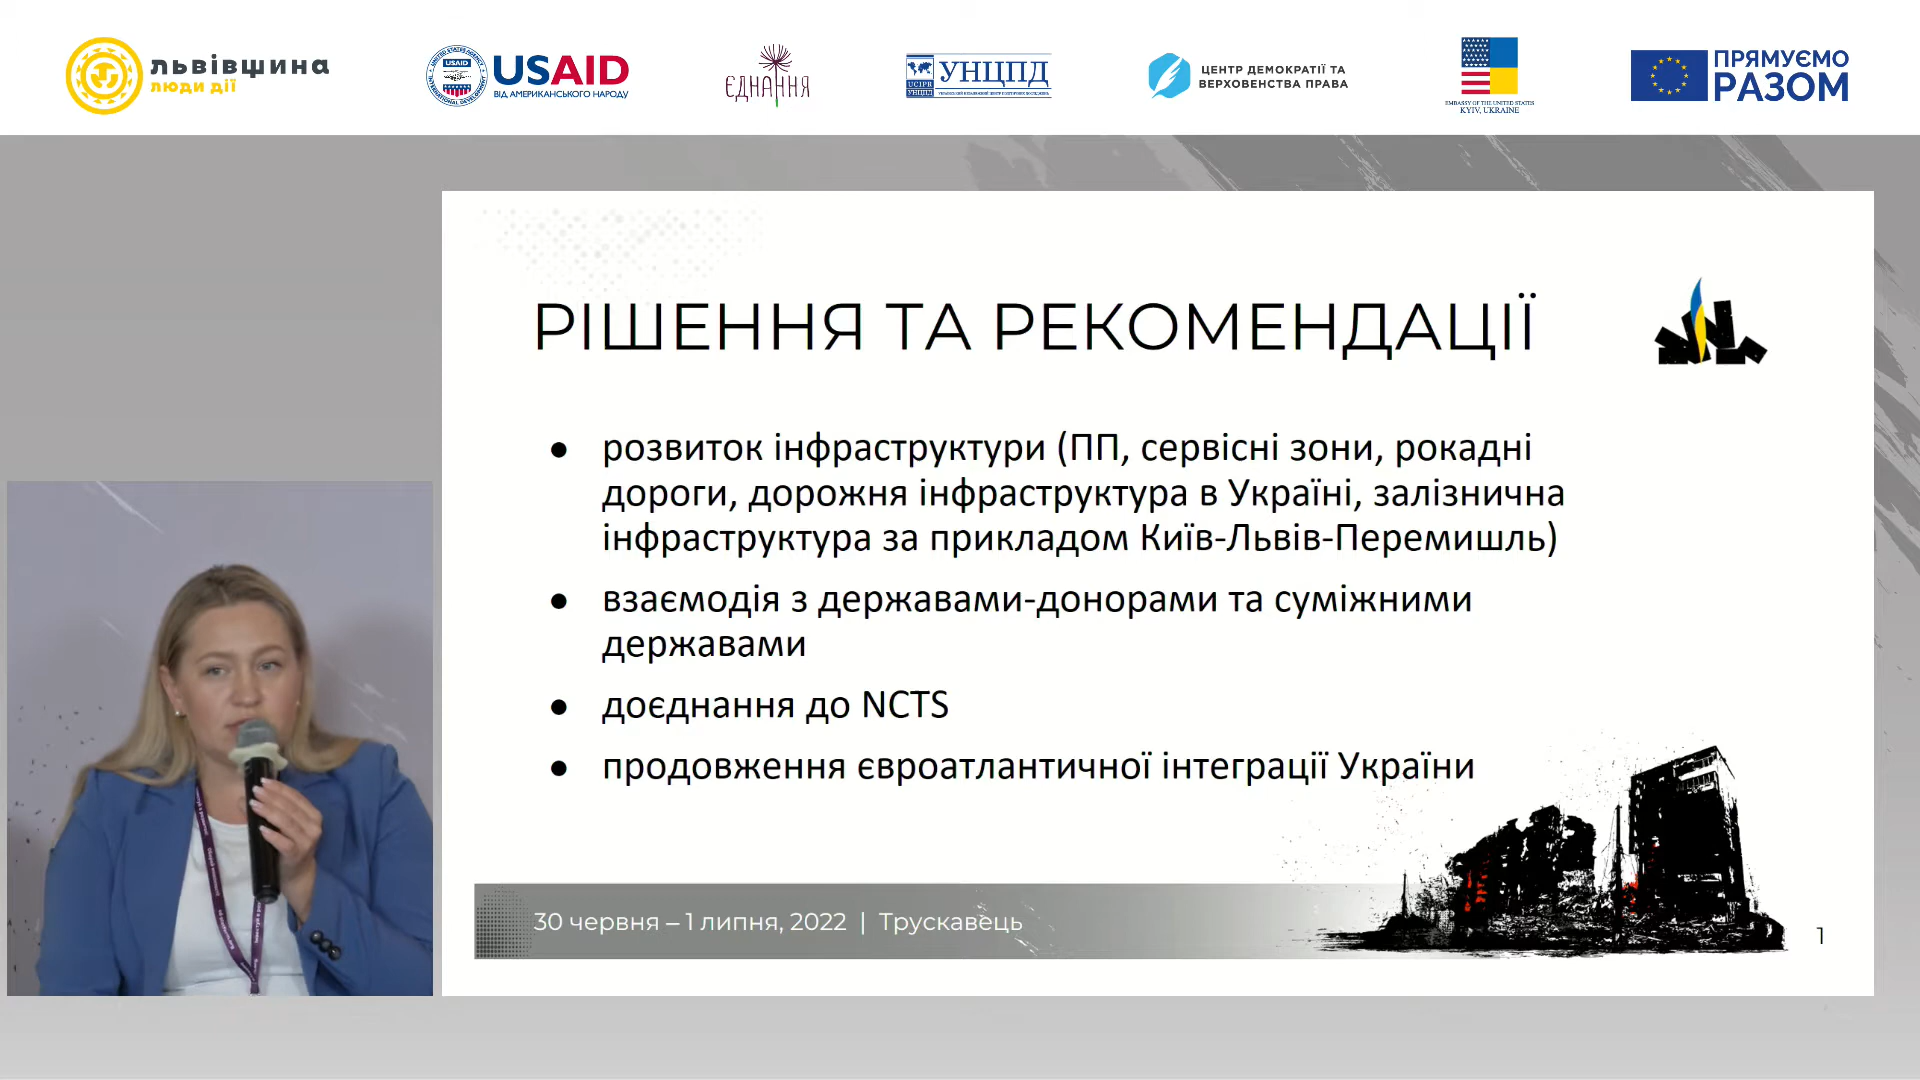 львівщина
люди дії
USAID
ВІД АМЕРИКАНСЬКОГО НАРОДУ
ЄДНАННЯ
УНЦПД
UCIPR
УНЦПД
ЦЕНТР ДЕМОКРАТІЇ ТА
ВЕРХОВЕНСТВА ПРАВА
EMBASSY OF THE UNITED STATES
KYIV, UKRAINE
ПРЯМУЄМО
РАЗОМ
РІШЕННЯ ТА РЕКОМЕНДАЦІЇ
● розвиток інфраструктури (ПП, сервісні зони, рокадні
дороги, дорожня інфраструктура в Україні, залізнична
інфраструктура за прикладом Київ-Львів-Перемишль)
● взаємодія з державами-донорами та суміжними
державами
● доєднання до NCTS
● продовження євроатлантичної інтеграції України
30 червня – 1 липня, 2022 | Трускавець
1